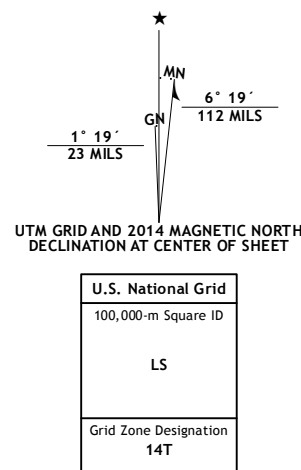 ★
MN
GN
6° 19´
112 MILS
1° 19´
23 MILS
UTM GRID AND 2014 MAGNETIC NORTH
DECLINATION AT CENTER OF SHEET
U.S. National Grid
100,000-m Square ID
LS
Grid Zone Designation
14T